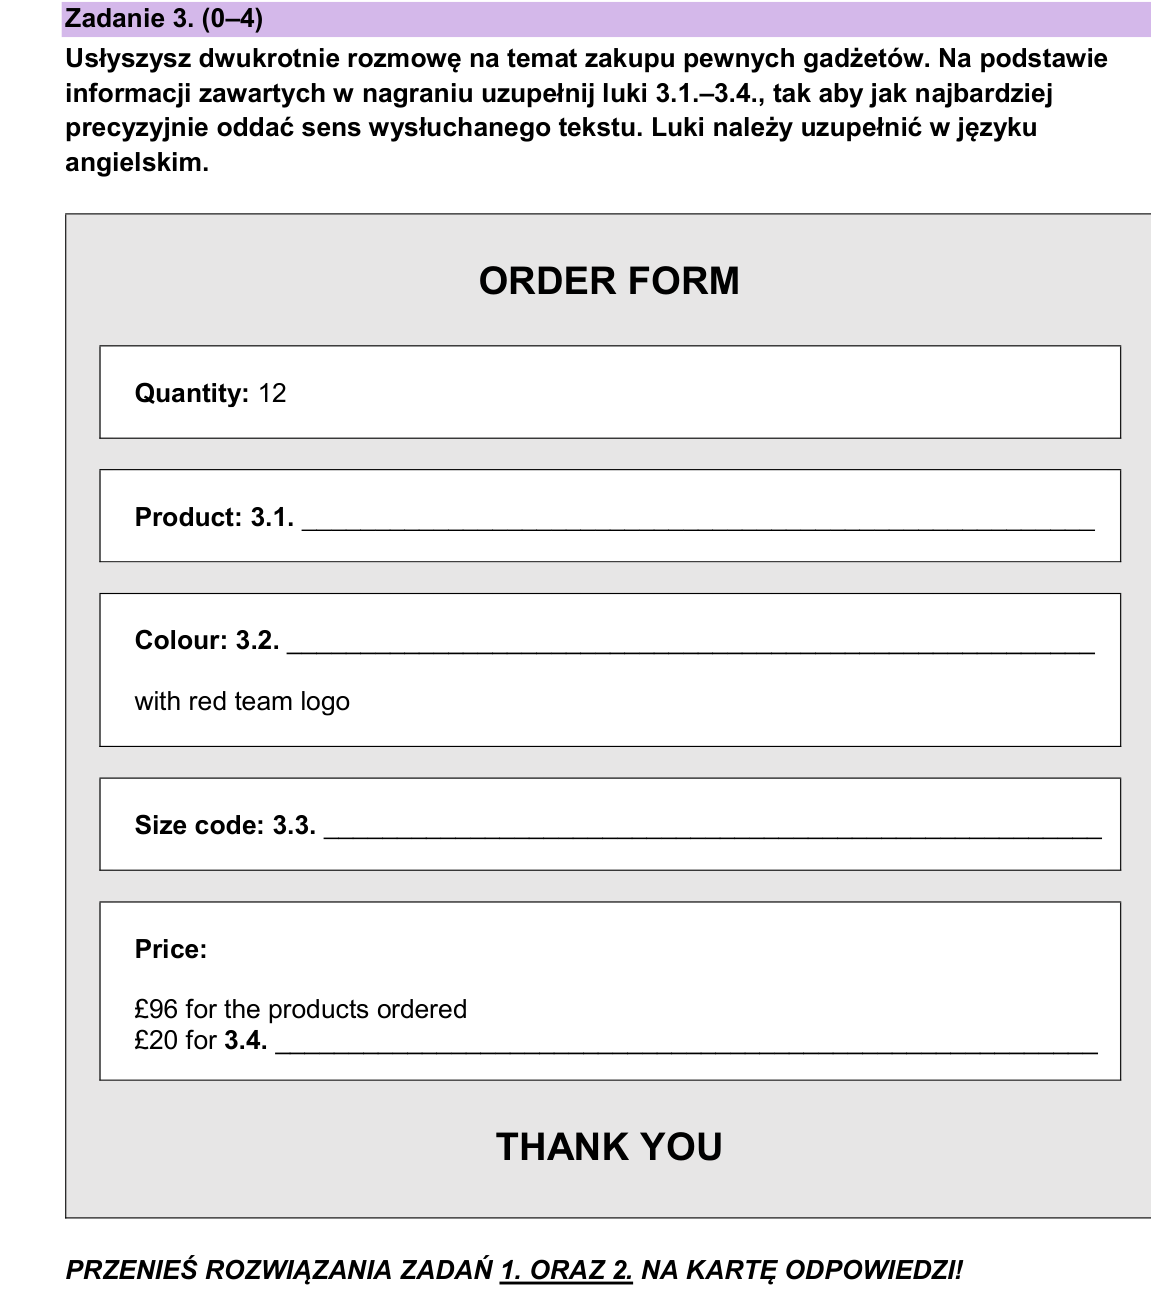 Zadanie 3. (0–4)
Usłyszysz dwukrotnie rozmowę na temat zakupu pewnych gadżetów. Na podstawie
informacji zawartych w nagraniu uzupełnij luki 3.1.–3.4., tak aby jak najbardziej
precyzyjnie oddać sens wysłuchanego tekstu. Luki należy uzupełnić w języku
angielskim.
ORDER FORM
Quantity: 12
Product: 3.1. ____________________
Colour: 3.2. ____________________
with red team logo
Size code: 3.3. ____________________
Price:
£96 for the products ordered
£20 for 3.4. ____________________
THANK YOU
PRZENIEŚ ROZWIĄZANIA ZADAŃ 1. ORAZ 2. NA KARTĘ ODPOWIEDZI!